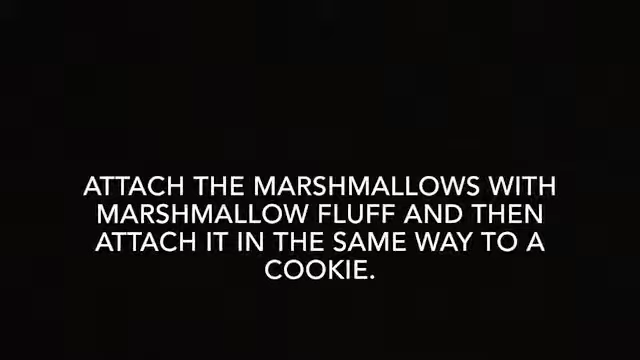 ATTACH THE MARSHMALLOWS WITH
MARSHMALLOW FLUFF AND THEN
ATTACH IT IN THE SAME WAY TO A
COOKIE.